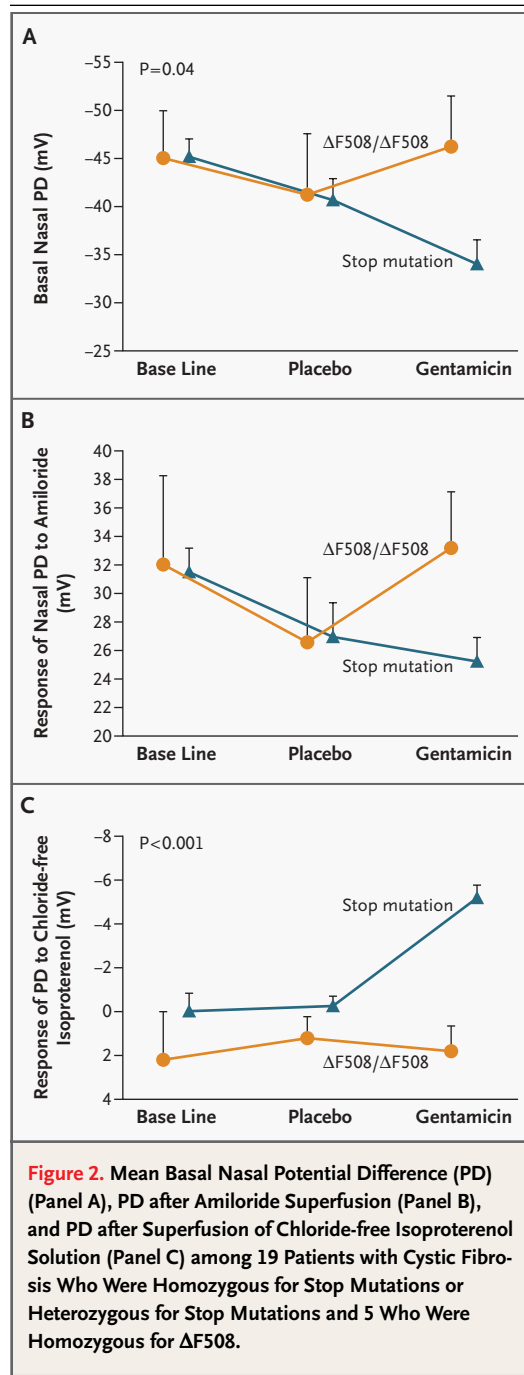 A
P=0.04
Basal Nasal PD (mV)
–55
–50
–45
–40
–35
–30
–25
ΔF508/ΔF508
Stop mutation
Base Line Placebo Gentamicin
B
Response of Nasal PD to Amiloride
(mV)
40
38
36
34
32
30
28
26
24
22
20
ΔF508/ΔF508
Stop mutation
Base Line Placebo Gentamicin
C
P<0.001
Response of PD to Chloride-free
Isoproterenol (mV)
–8
–6
–4
–2
0
2
4
Stop mutation
ΔF508/ΔF508
Base Line Placebo Gentamicin
Figure 2. Mean Basal Nasal Potential Difference (PD)
(Panel A), PD after Amiloride Superfusion (Panel B),
and PD after Superfusion of Chloride-free Isoproterenol
Solution (Panel C) among 19 Patients with Cystic Fibro-
sis Who Were Homozygous for Stop Mutations or
Heterozygous for Stop Mutations and 5 Who Were
Homozygous for ΔF508.